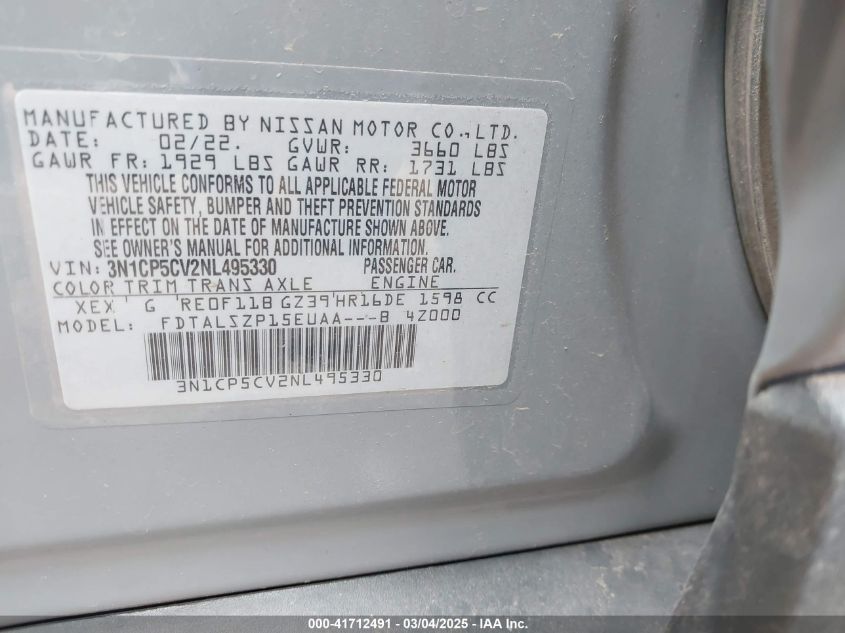 MANUFACTURED BY NISSAN MOTOR CO., LTD.
DATE: 02/22. GVWR: 3660 LBS
GAWR FR: 1929 LBS GAWR RR: 1731 LBS
THIS VEHICLE CONFORMS TO ALL APPLICABLE FEDERAL MOTOR
VEHICLE SAFETY, BUMPER AND THEFT PREVENTION STANDARDS
IN EFFECT ON THE DATE OF MANUFACTURE SHOWN ABOVE.
SEE OWNER'S MANUAL FOR ADDITIONAL INFORMATION.
VIN: 3N1CP5CV2NL495330 PASSENGER CAR.
COLOR TRIM TRANS AXLE ENGINE
XEX G RE0F11B GZ39 HR16DE 1598 CC
MODEL: FDTALSZP15EUAA---B 4Z000
3N1CP5CV2NL495330
000-41712491 - 03/04/2025 - IAAI.COM